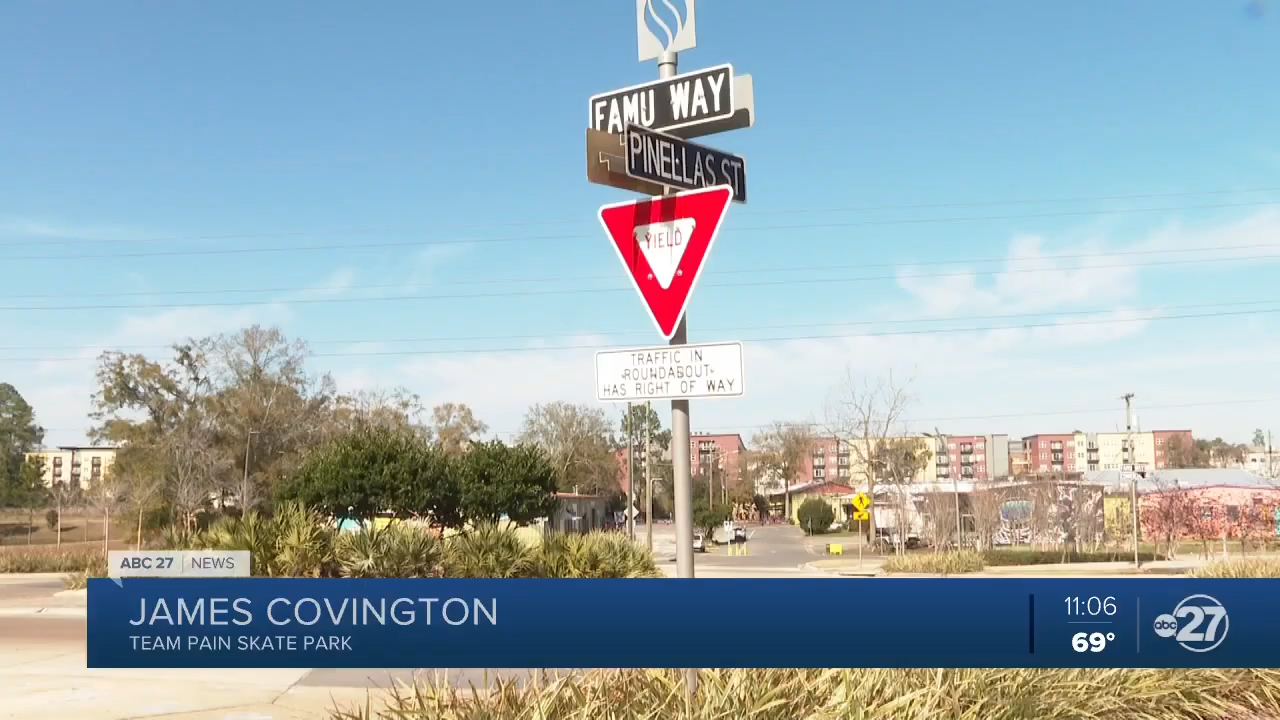 FAMU WAY
PINELLAS ST
YIELD
TRAFFIC IN
ROUNDABOUT
HAS RIGHT OF WAY
ABC 27 NEWS
JAMES COVINGTON
TEAM PAIN SKATE PARK
11:06
69°
abc 27